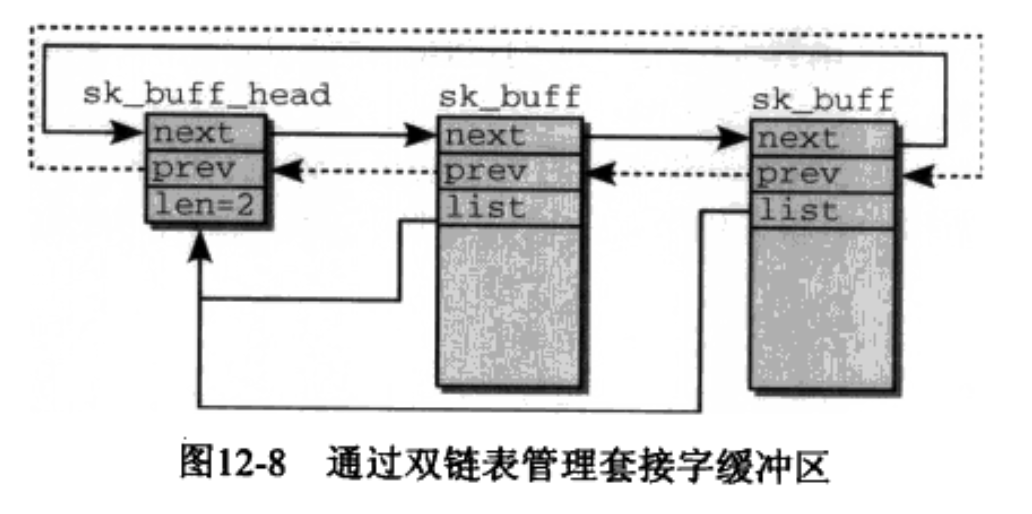 sk_buff_head
sk_buff
sk_buff
next
next
next
prev
prev
prev
len=2
list
list
图12-8 通过双链表管理套接字缓冲区